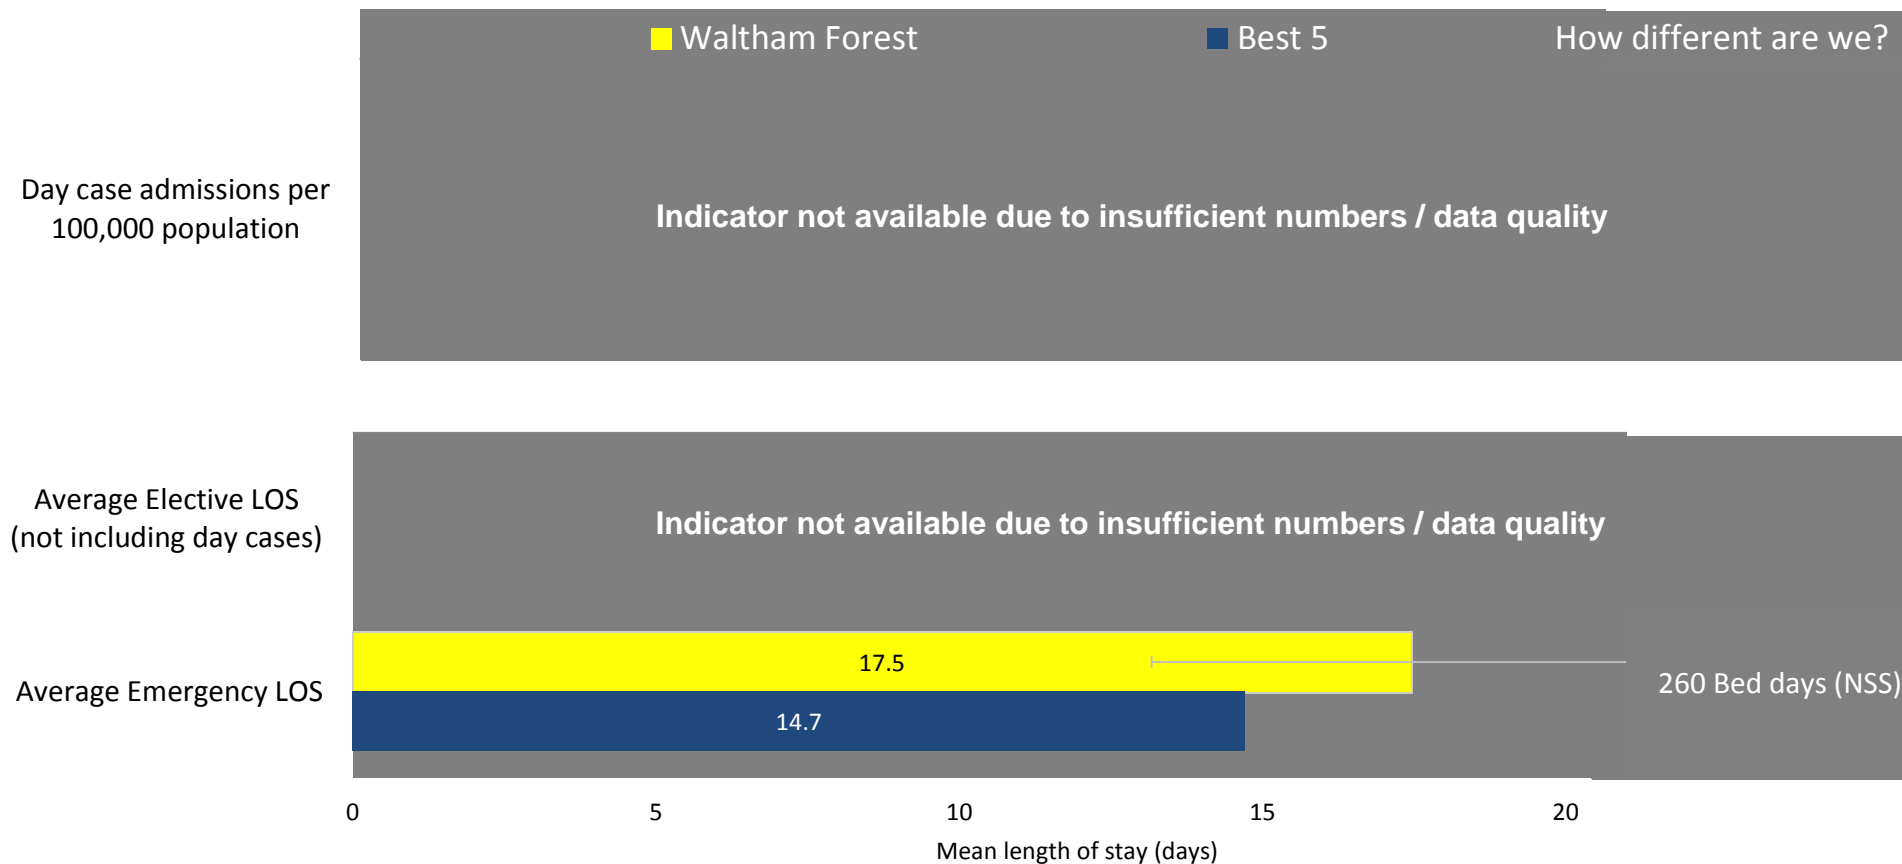 Waltham Forest Best 5 How different are we?
Day case admissions per
100,000 population
Indicator not available due to insufficient numbers / data quality
Average Elective LOS
(not including day cases)
Indicator not available due to insufficient numbers / data quality
Average Emergency LOS
17.5
14.7
260 Bed days (NSS)
0 5 10 15 20
Mean length of stay (days)